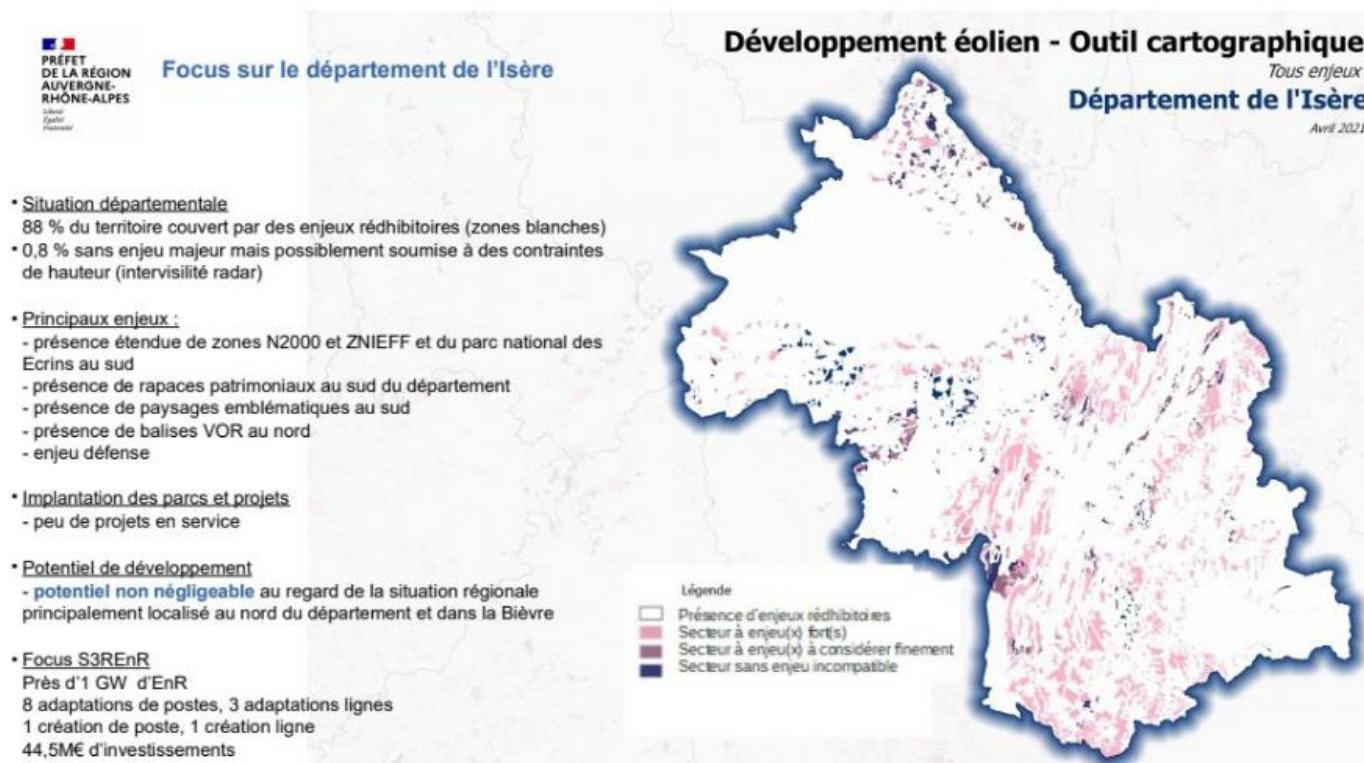 PRÉFET
DE LA RÉGION
AUVERGNE-
RHÔNE-ALPES
Liberté
Égalité
Fraternité
Focus sur le département de l'Isère
Développement éolien - Outil cartographique
Tous enjeux
Département de l'Isère
Avril 2021
• Situation départementale
88 % du territoire couvert par des enjeux rédhibitoires (zones blanches)
• 0,8 % sans enjeu majeur mais possiblement soumise à des contraintes
de hauteur (intervisilité radar)
• Principaux enjeux :
- présence étendue de zones N2000 et ZNIEFF et du parc national des
Ecrins au sud
- présence de rapaces patrimoniaux au sud du département
- présence de paysages emblématiques au sud
- présence de balises VOR au nord
- enjeu défense
• Implantation des parcs et projets
- peu de projets en service
• Potentiel de développement
- potentiel non négligeable au regard de la situation régionale
principalement localisé au nord du département et dans la Bièvre
• Focus S3REnR
Près d'1 GW d'EnR
8 adaptations de postes, 3 adaptations lignes
1 création de poste, 1 création ligne
44,5M€ d'investissements
Légende
Présence d'enjeux rédhibitoires
Secteur à enjeu(x) fort(s)
Secteur à enjeu(x) à considérer finement
Secteur sans enjeu incompatible